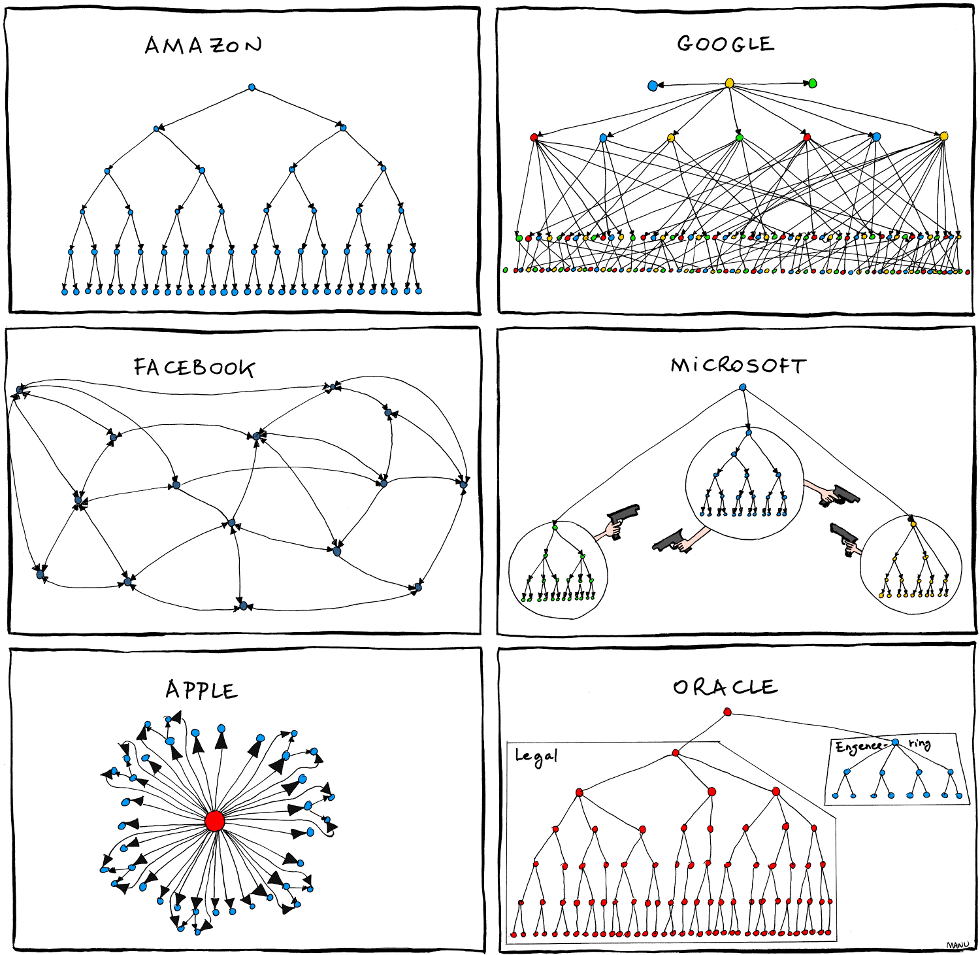 AMAZON
GOOGLE
FACEBOOK
MiCROSOFT
APPLE
ORACLE
Legal
Engenee-ring
MANU